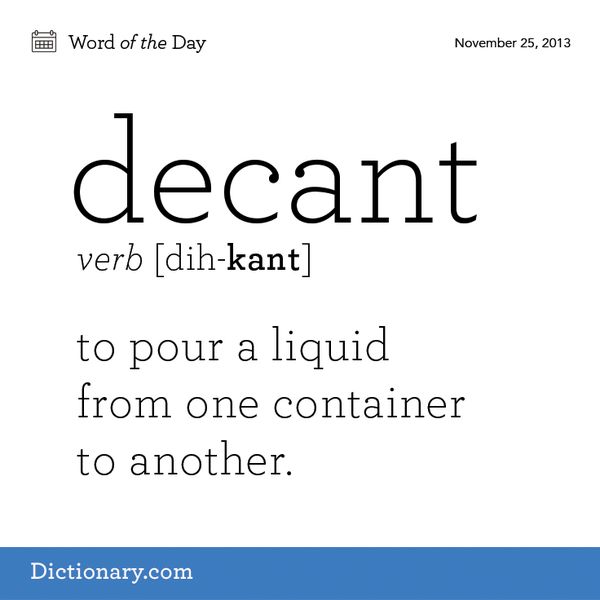 Word of the Day
November 25, 2013
decant
verb [dih-kant]
to pour a liquid
from one container
to another.
Dictionary.com